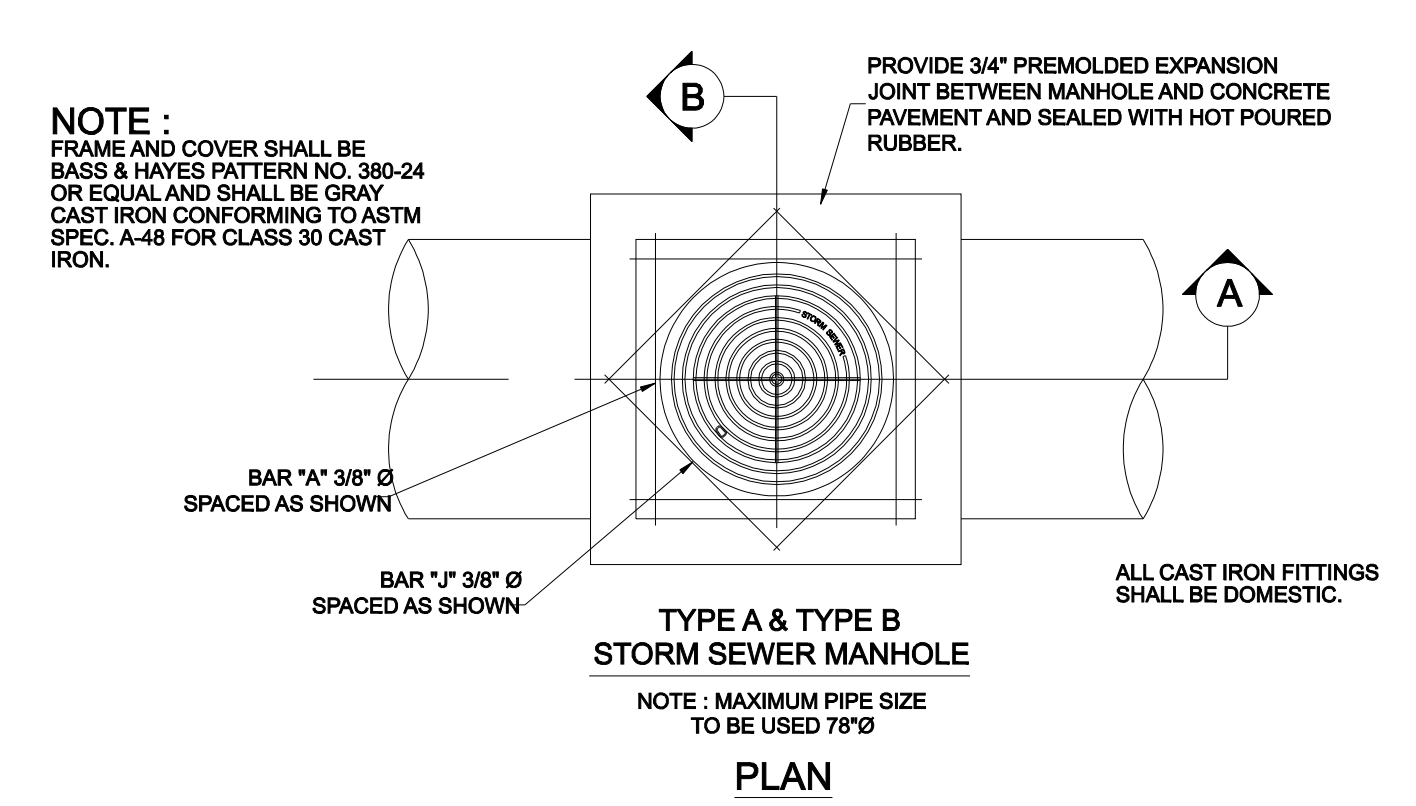 NOTE :
FRAME AND COVER SHALL BE
BASS & HAYES PATTERN NO. 380-24
OR EQUAL AND SHALL BE GRAY
CAST IRON CONFORMING TO ASTM
SPEC. A-48 FOR CLASS 30 CAST
IRON.
B
PROVIDE 3/4" PREMOLDED EXPANSION
JOINT BETWEEN MANHOLE AND CONCRETE
PAVEMENT AND SEALED WITH HOT POURED
RUBBER.
A
STORM SEWER
BAR "A" 3/8" Ø
SPACED AS SHOWN
BAR "J" 3/8" Ø
SPACED AS SHOWN
ALL CAST IRON FITTINGS
SHALL BE DOMESTIC.
TYPE A & TYPE B
STORM SEWER MANHOLE
NOTE : MAXIMUM PIPE SIZE
TO BE USED 78"Ø
PLAN